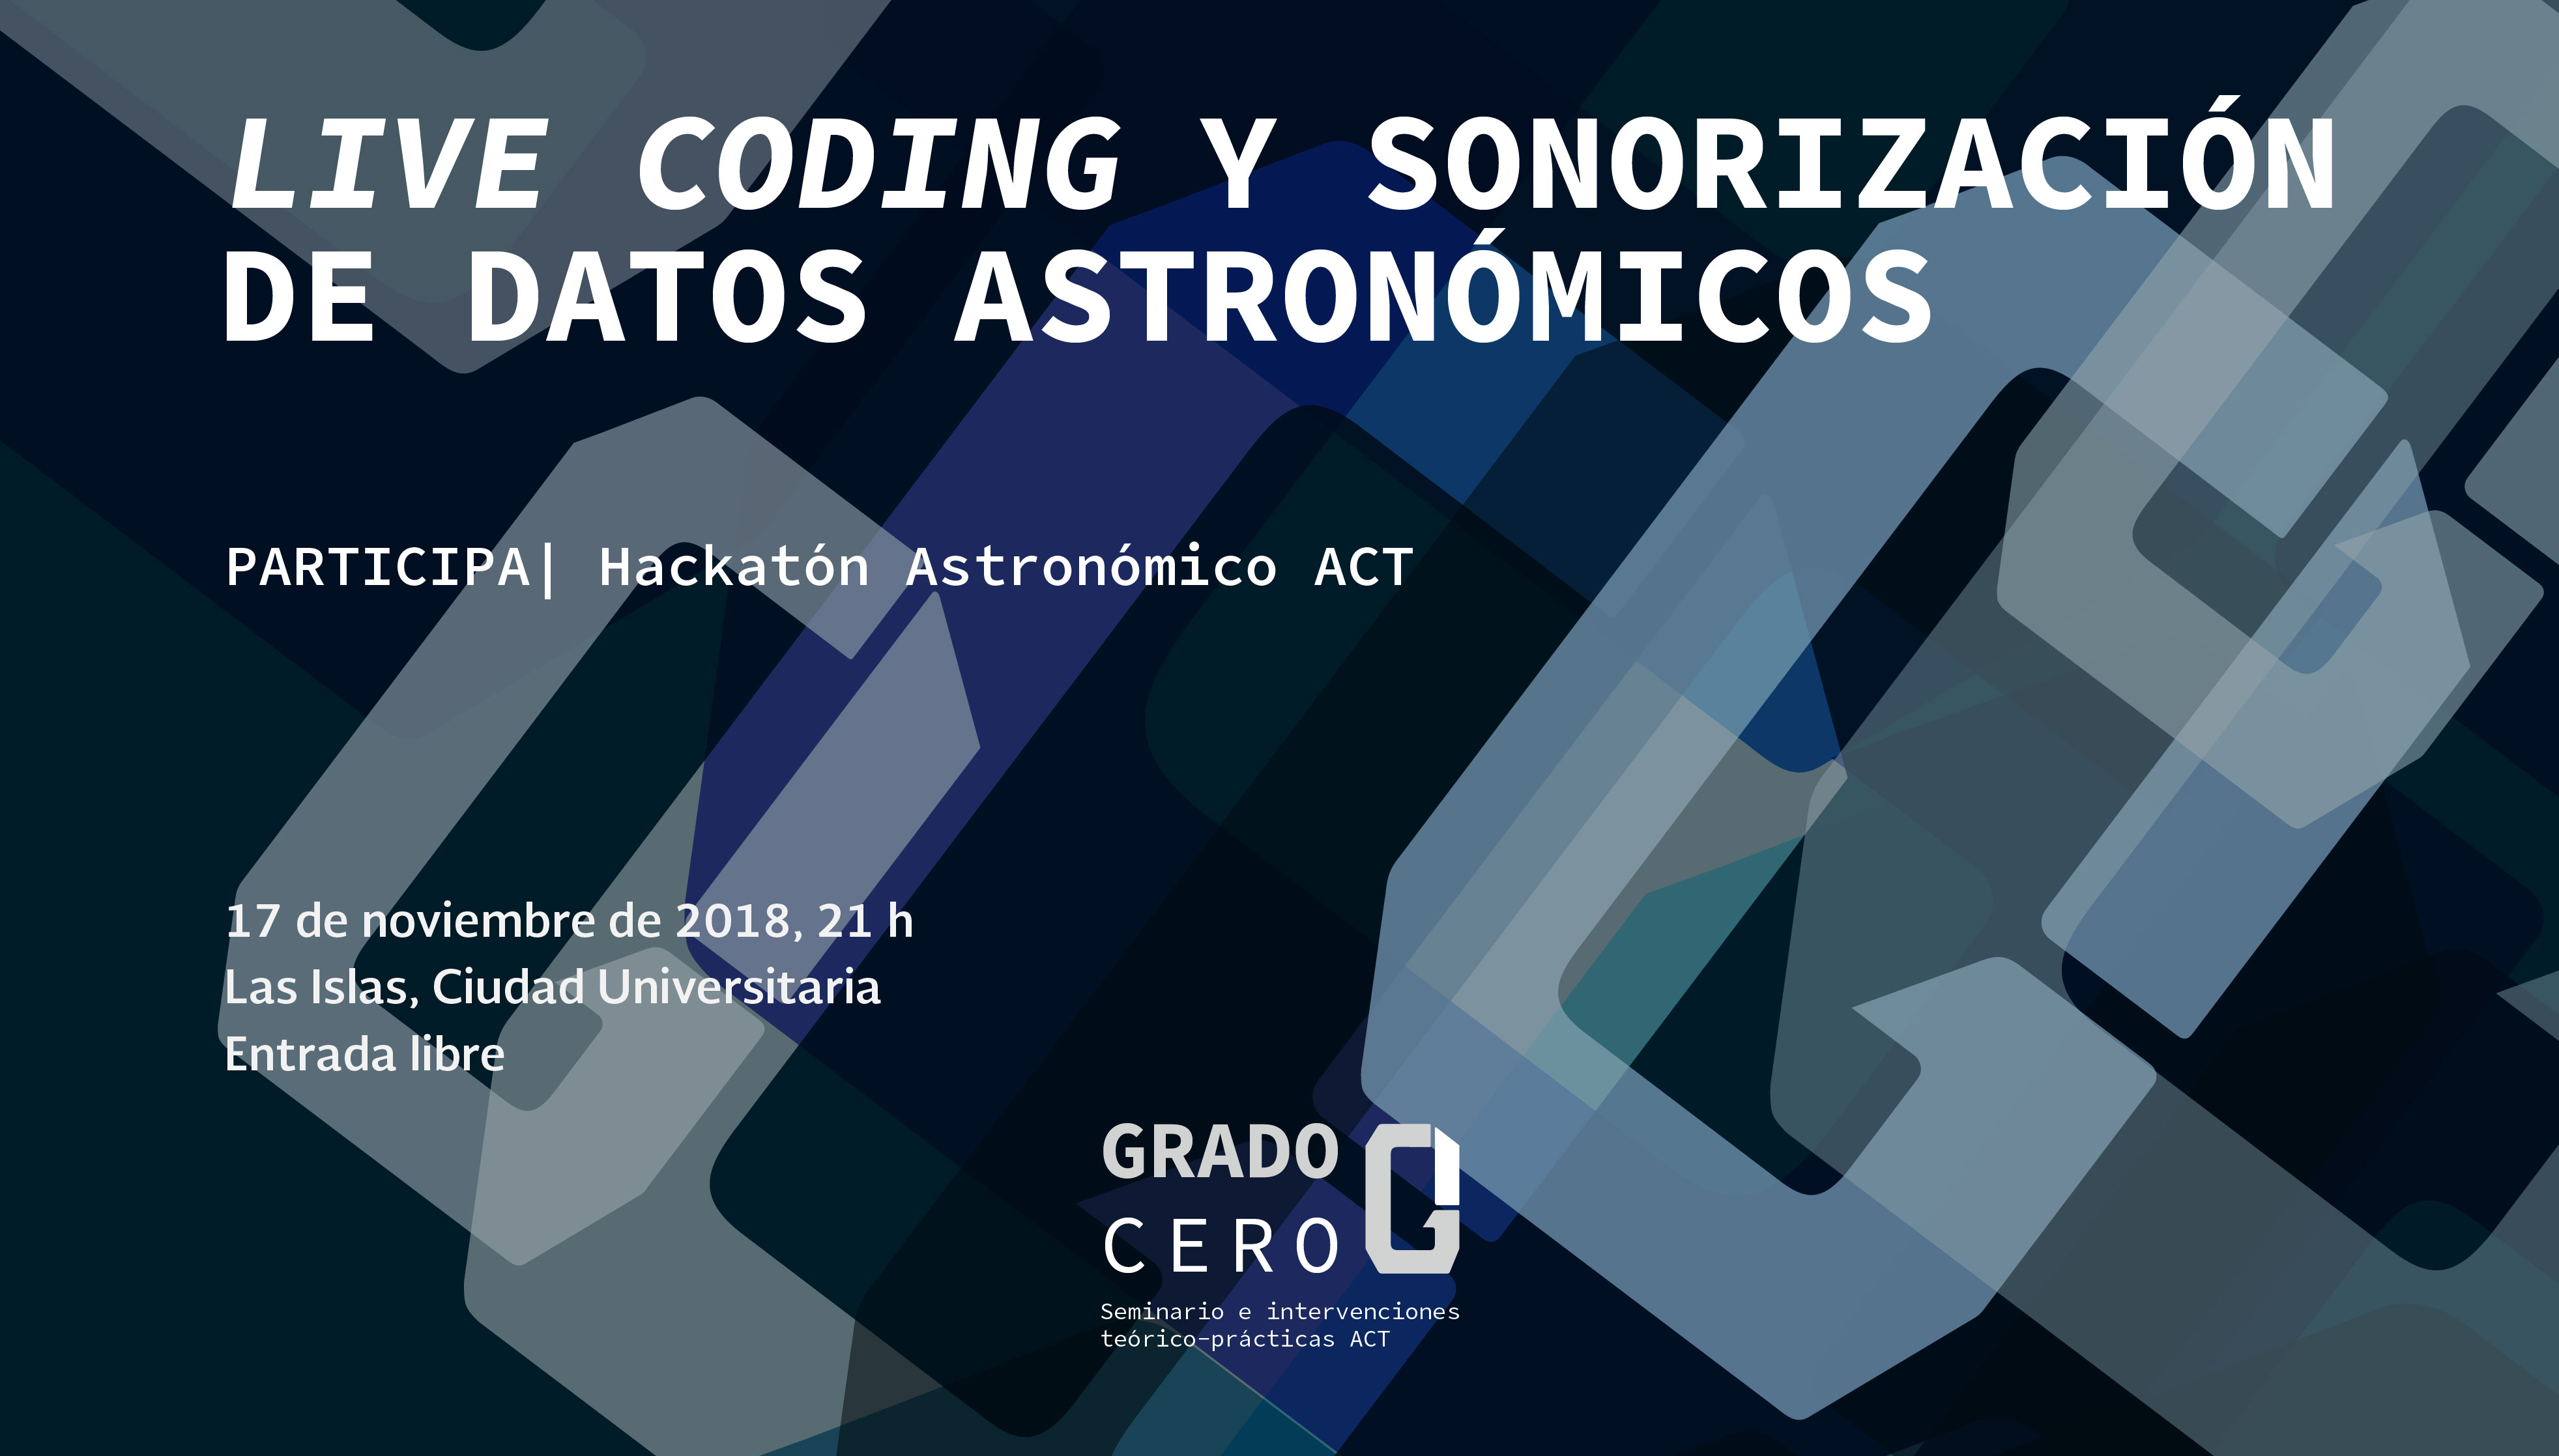 LIVE CODING Y SONORIZACIÓN
DE DATOS ASTRONÓMICOS
PARTICIPA| Hackatón Astronómico ACT
17 de noviembre de 2018, 21 h
Las Islas, Ciudad Universitaria
Entrada libre
GRADO
CERO
Seminario e intervenciones
teórico-prácticas ACT